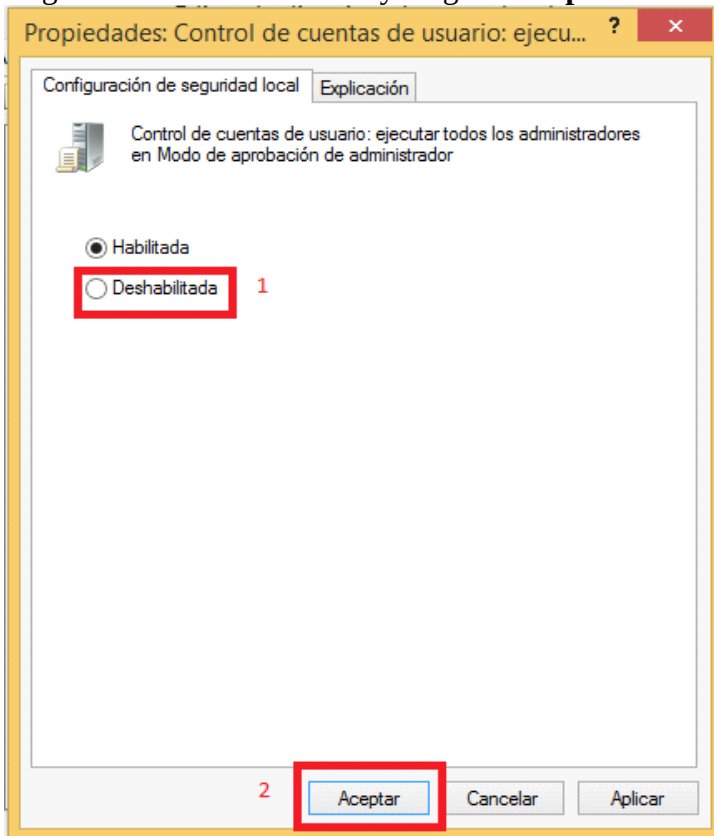 Propiedades: Control de cuentas de usuario: ejecu... ? ×
Configuración de seguridad local Explicación
Control de cuentas de usuario: ejecutar todos los administradores
en Modo de aprobación de administrador
Habilitada
Deshabilitada 1
2 Aceptar Cancelar Aplicar